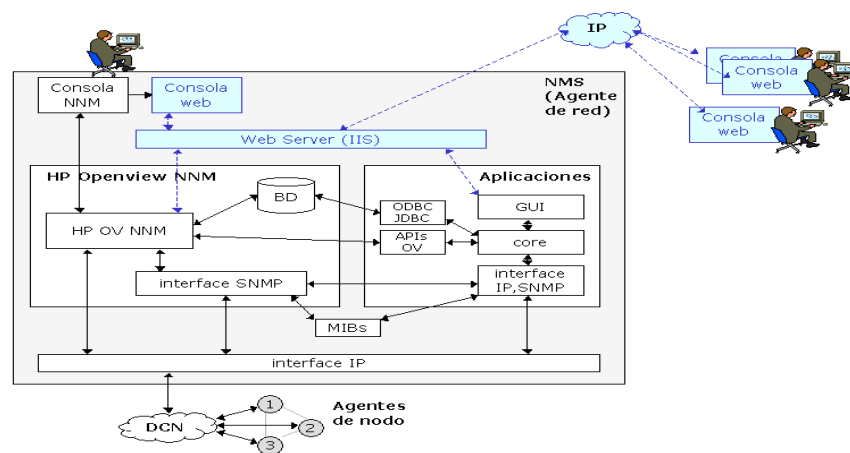 IP
Consola
NNM
Consola
web
NMS
(Agente
de red)
Consola
Consola
web
Consola
web
Web Server (IIS)
HP Openview NNM
Aplicaciones
BD
ODBC
JDBC
GUI
HP OV NNM
APIs
OV
core
interface SNMP
interface
IP,SNMP
MIBs
interface IP
DCN
1
2
3
Agentes
de nodo